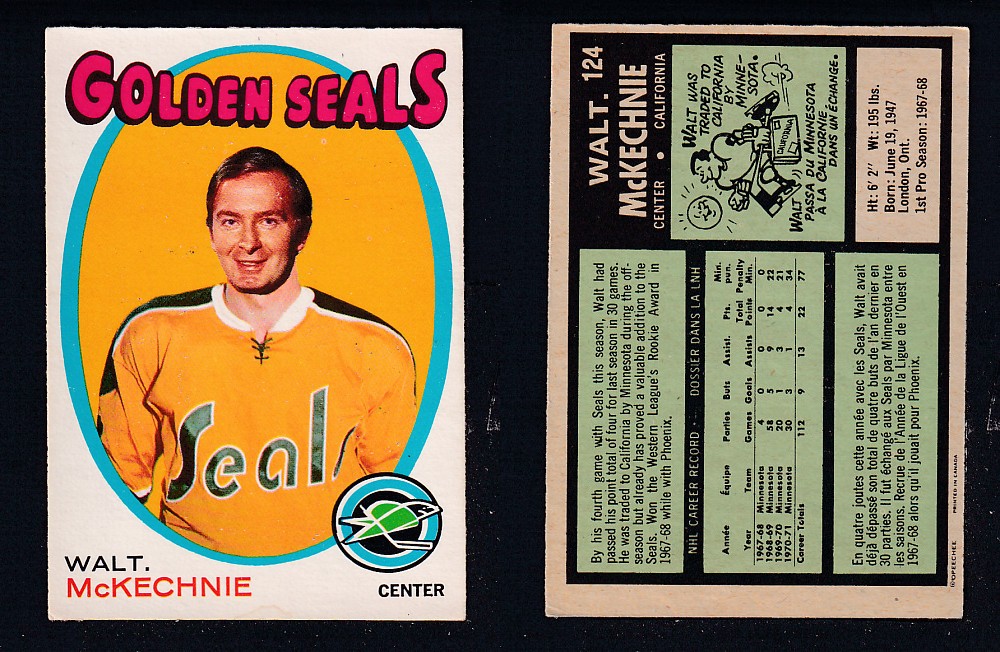 GOLDEN SEALS
Seals
WALT.
McKECHNIE
CENTER
124
WALT.
McKECHNIE
CENTER • CALIFORNIA
WALT WAS
TRADED TO
CALIFORNIA
BY
MINNE-
SOTA.
CALIFORNIA
WALT
PASSA DU MINNESOTA
À LA CALIFORNIE
DANS UN ÉCHANGE.
Ht: 6' 2" Wt: 195 lbs.
Born: June 19, 1947
London, Ont.
1st Pro Season: 1967-68
By his fourth game with Seals this season, Walt had
passed his point total of four for last season in 30 games.
He was traded to California by Minnesota during the off-
season but already has proved a valuable addition to the
Seals. Won the Western League's Rookie Award in
1967-68 while with Phoenix.
NHL CAREER RECORD • DOSSIER DANS LA LNH
Année Équipe Parties Buts Assist. Pts. Min. pun.
Year Team Games Goals Assists Total Points Penalty Min.
1967-68 Minnesota 4 0 0 0 0
1968-69 Minnesota 58 5 9 14 22
1969-70 Minnesota 20 1 3 4 21
1970-71 Minnesota 30 3 1 4 34
Career Totals 112 9 13 22 77
En quatre joutes cette année avec les Seals, Walt avait
déjà dépassé son total de quatre buts de l'an dernier en
30 parties. Il fut échangé aux Seals par Minnesota entre
les saisons. Recrue de l'Année de la Ligue de l'Ouest en
1967-68 alors qu'il jouait pour Phoenix.
©OPEECHEE PRINTED IN CANADA